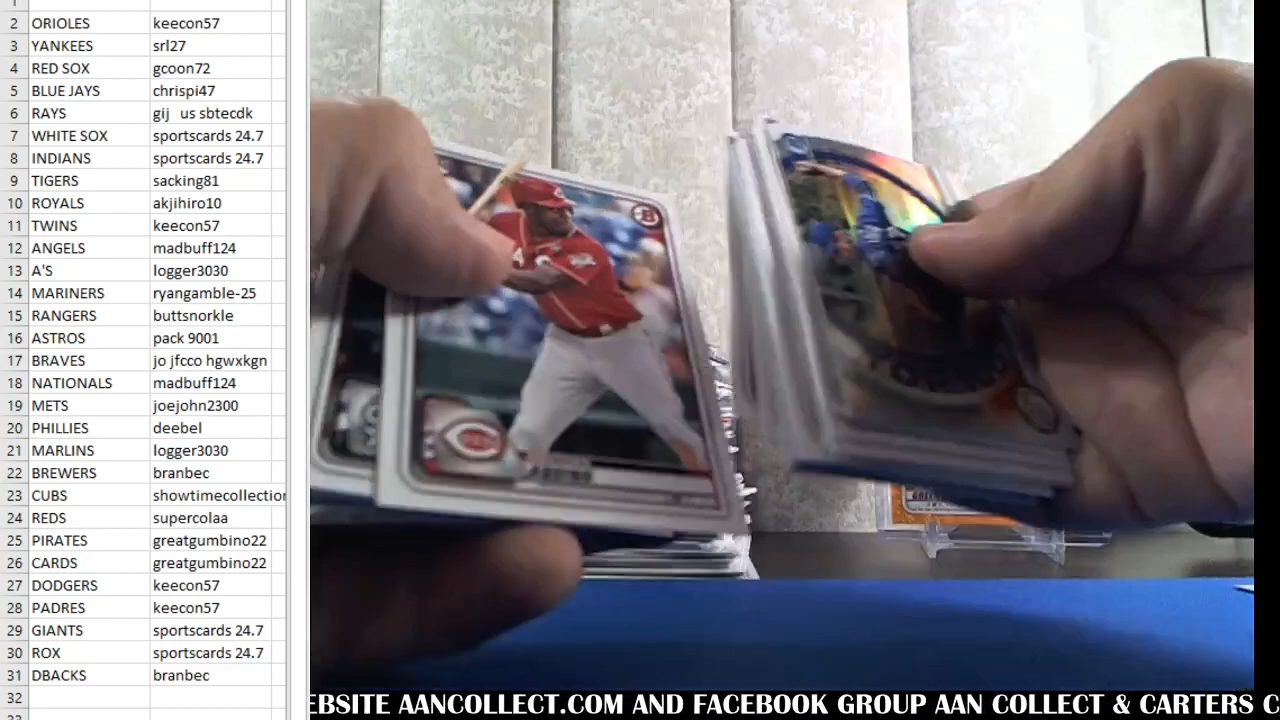 1
2 ORIOLES keecon57
3 YANKEES srl27
4 RED SOX gcoon72
5 BLUE JAYS chrispi47
6 RAYS gij us sbtecdk
7 WHITE SOX sportscards 24.7
8 INDIANS sportscards 24.7
9 TIGERS sacking81
10 ROYALS akjihiro10
11 TWINS keecon57
12 ANGELS madbuff124
13 A'S logger3030
14 MARINERS ryangamble-25
15 RANGERS buttsnorkle
16 ASTROS pack 9001
17 BRAVES jo jfcco hgwxkgn
18 NATIONALS madbuff124
19 METS joejohn2300
20 PHILLIES deebel
21 MARLINS logger3030
22 BREWERS branbec
23 CUBS showtimecollection
24 REDS supercolaa
25 PIRATES greatgumbino22
26 CARDS greatgumbino22
27 DODGERS keecon57
28 PADRES keecon57
29 GIANTS sportscards 24.7
30 ROX sportscards 24.7
31 DBACKS branbec
32
EBSITE AANCOLLECT.COM AND FACEBOOK GROUP AAN COLLECT & CARTERS C